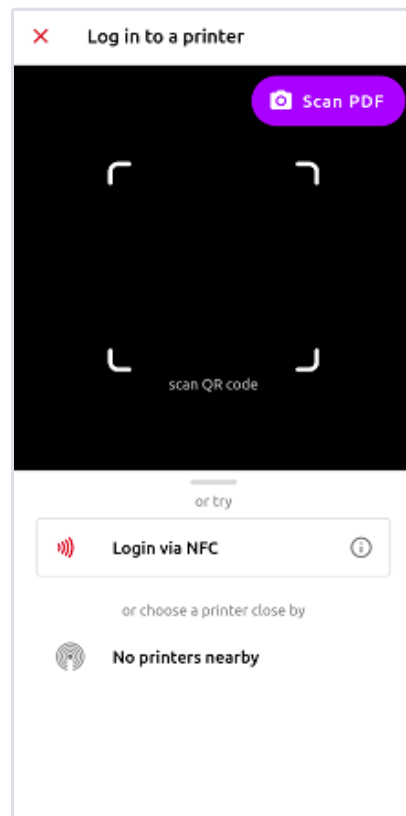 Log in to a printer
Scan PDF
scan QR code
or try
Login via NFC
or choose a printer close by
No printers nearby